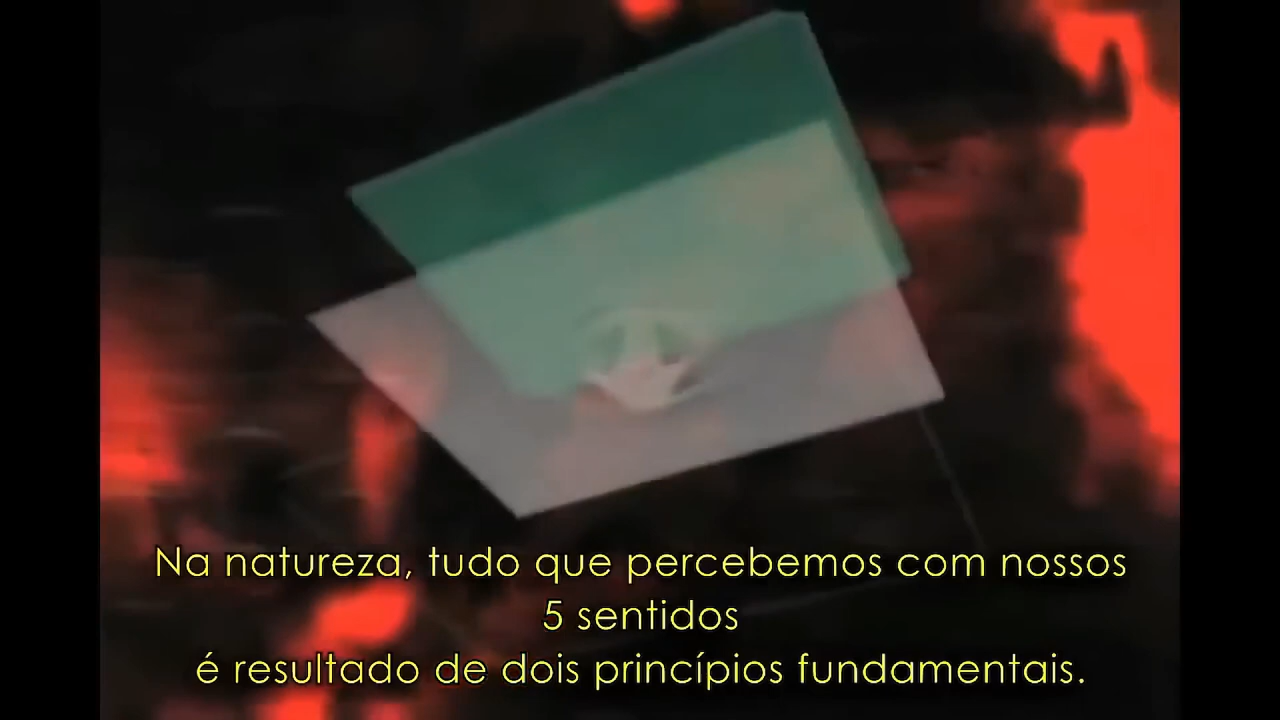 Na natureza, tudo que percebemos com nossos
5 sentidos
é resultado de dois princípios fundamentais.